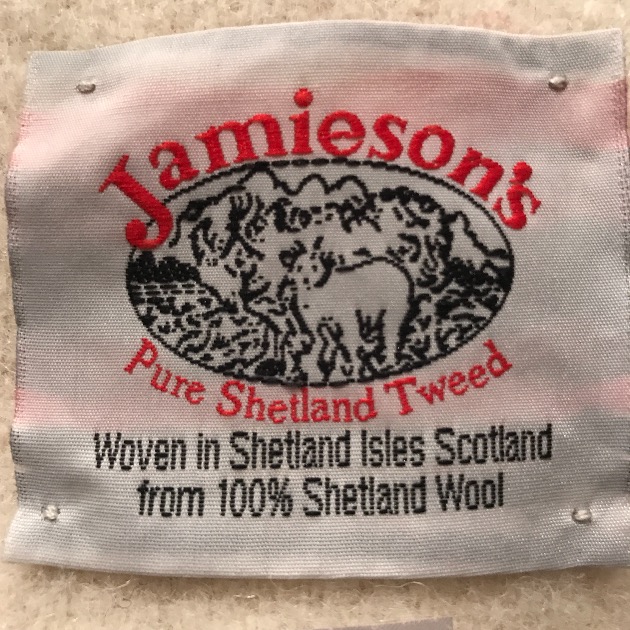 Jamieson's
Pure Shetland Tweed
Woven in Shetland Isles Scotland
from 100% Shetland Wool